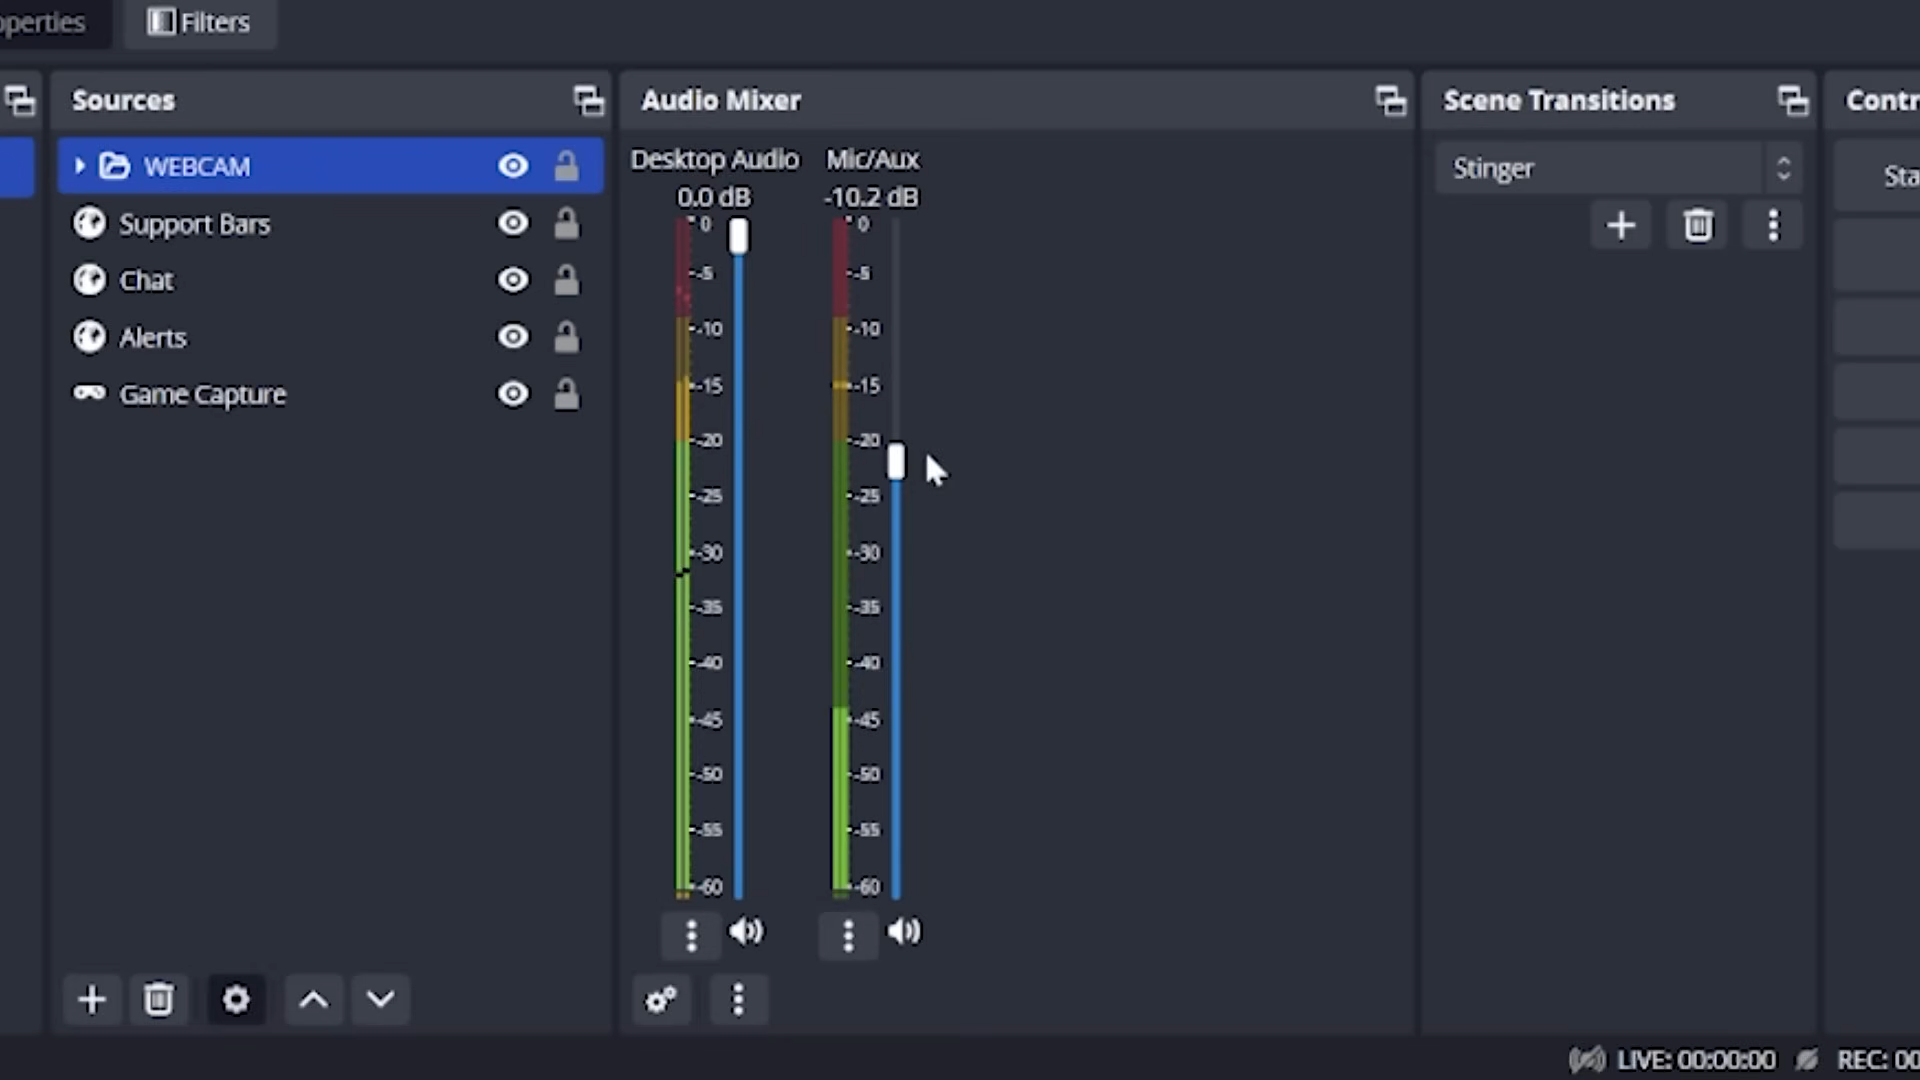 operties
Filters
Sources
Audio Mixer
Scene Transitions
Contr
WEBCAM
Support Bars
Chat
Alerts
Game Capture
Desktop Audio
0.0 dB
0
-5
-10
-15
-20
-25
-30
-35
-40
-45
-50
-55
-60
Mic/Aux
-10.2 dB
0
-5
-10
-15
-20
-25
-30
-35
-40
-45
-50
-55
-60
Stinger
Sta
LIVE: 00:00:00
REC: 00